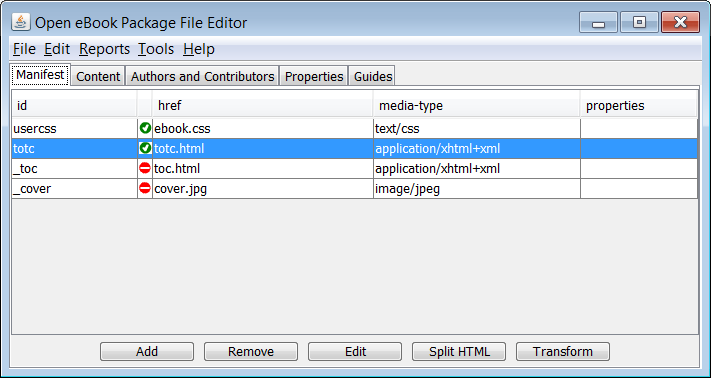 Open eBook Package File Editor
File Edit Reports Tools Help
Manifest Content Authors and Contributors Properties Guides
id href media-type properties
usercss ebook.css text/css
totc totc.html application/xhtml+xml
_toc toc.html application/xhtml+xml
_cover cover.jpg image/jpeg
Add Remove Edit Split HTML Transform